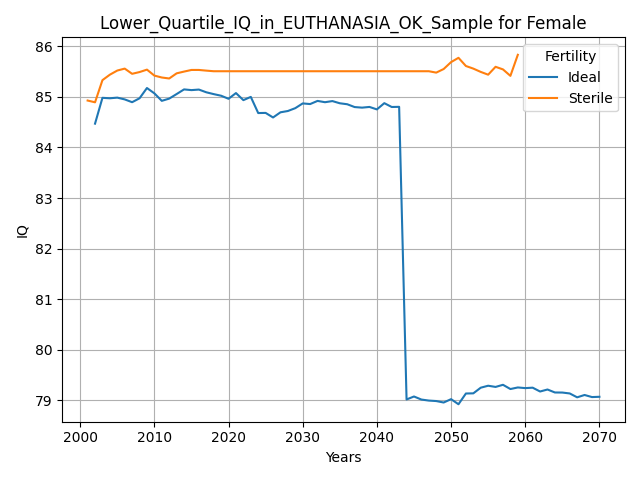 Lower_Quartile_IQ_in_EUTHANASIA_OK_Sample for Female
86
85
84
83
82
81
80
79
IQ
Fertility
Ideal
Sterile
2000 2010 2020 2030 2040 2050 2060 2070
Years